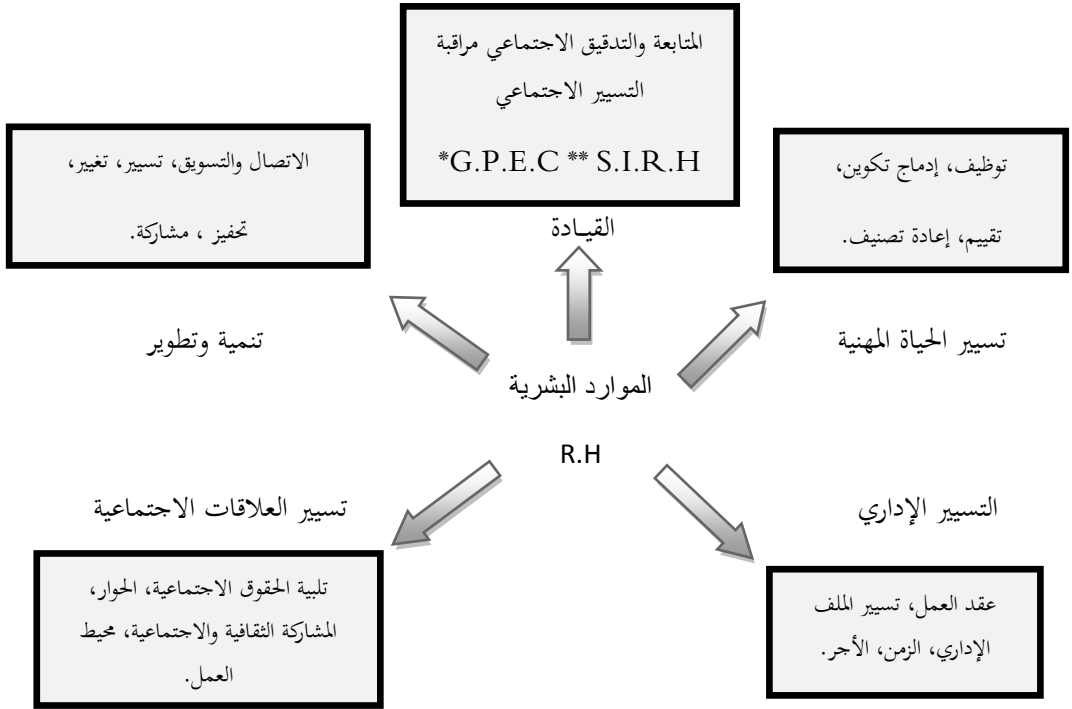 المتابعة والتدقيق الاجتماعي مراقبة
التسيير الاجتماعي
*G.P.E.C ** S.I.R.H
القيـادة
توظيف، إدماج تكوين،
تقييم، إعادة تصنيف.
تسيير الحياة المهنية
الاتصال والتسويق، تسيير، تغيير،
تحفيز ، مشاركة.
تنمية وتطوير
الموارد البشرية
R.H
التسيير الإداري
عقد العمل، تسيير الملف
الإداري، الزمن، الأجر.
تسيير العلاقات الاجتماعية
تلبية الحقوق الاجتماعية، الحوار،
المشاركة الثقافية والاجتماعية، محيط
العمل.